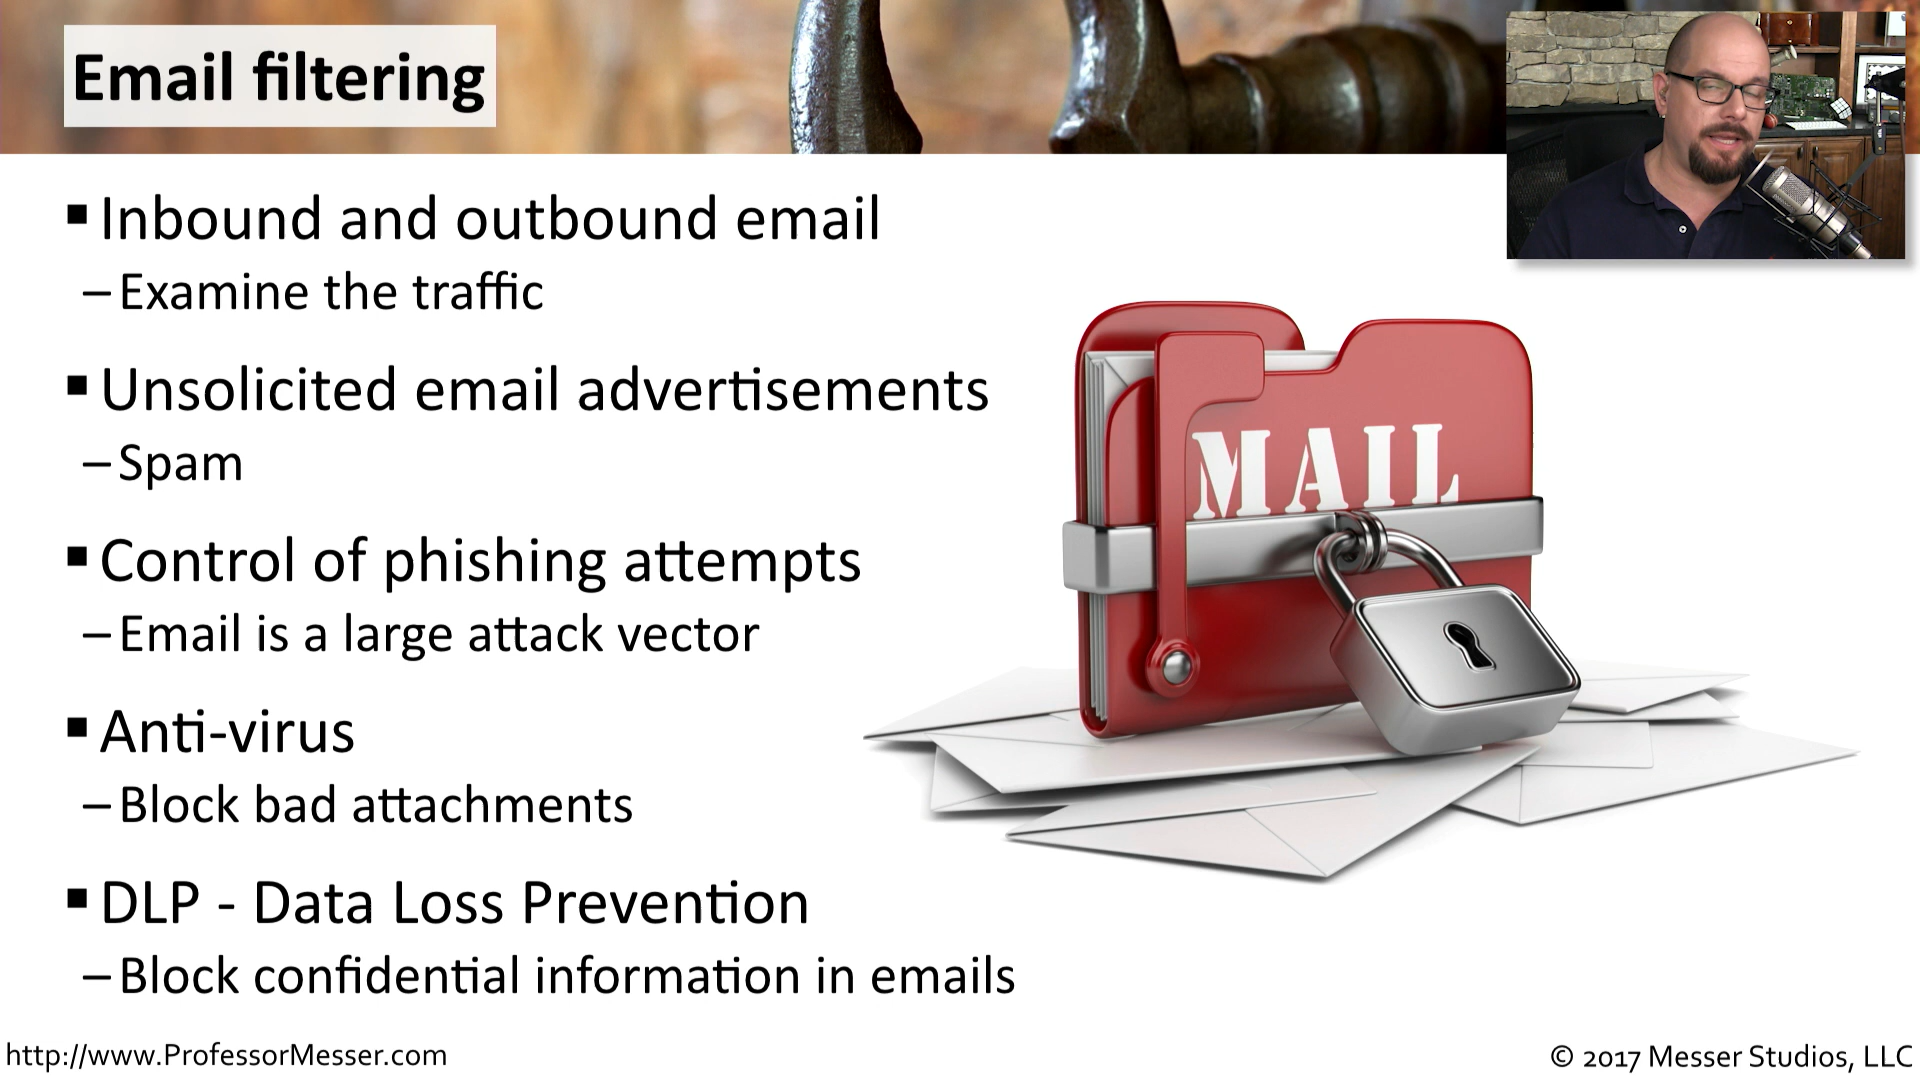 Email filtering
▪ Inbound and outbound email
– Examine the traffic
▪ Unsolicited email advertisements
– Spam
▪ Control of phishing attempts
– Email is a large attack vector
▪ Anti-virus
– Block bad attachments
▪ DLP - Data Loss Prevention
– Block confidential information in emails
MAIL
http://www.ProfessorMesser.com
© 2017 Messer Studios, LLC